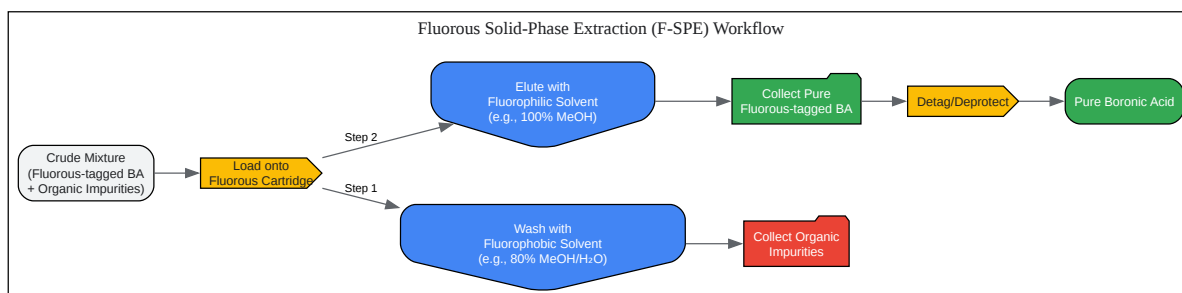 Fluorous Solid-Phase Extraction (F-SPE) Workflow
Crude Mixture
(Fluorous-tagged BA
+ Organic Impurities)
Load onto
Fluorous Cartridge
Step 2
Elute with
Fluorophilic Solvent
(e.g., 100% MeOH)
Collect Pure
Fluorous-tagged BA
Detag/Deprotect
Pure Boronic Acid
Step 1
Wash with
Fluorophobic Solvent
(e.g., 80% MeOH/H₂O)
Collect Organic
Impurities